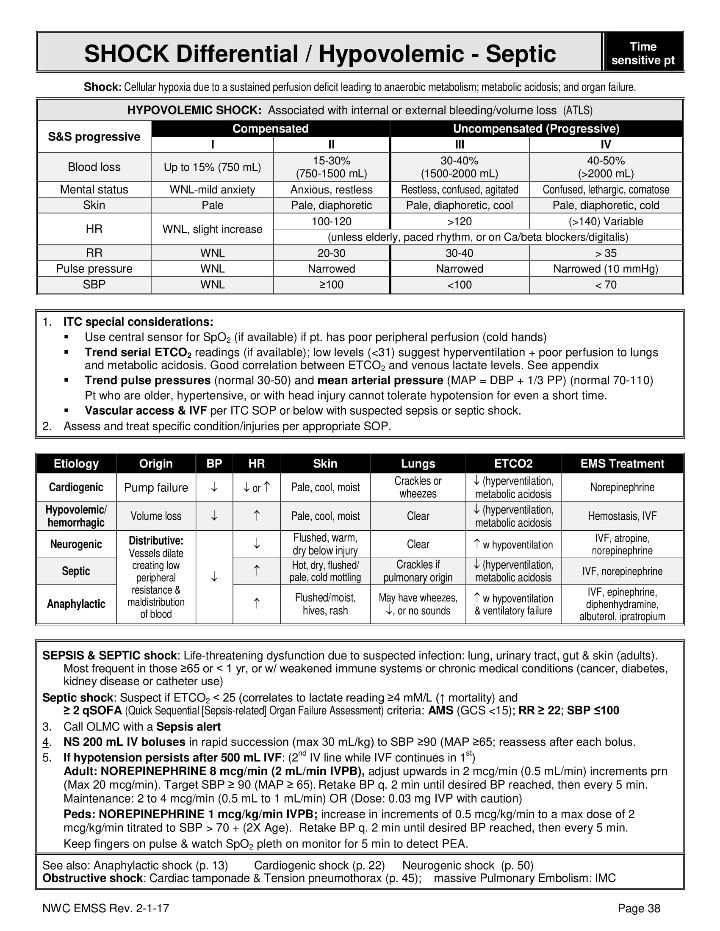 SHOCK Differential / Hypovolemic - Septic
Time
sensitive pt
Shock: Cellular hypoxia due to a sustained perfusion deficit leading to anaerobic metabolism; metabolic acidosis; and organ failure.
HYPOVOLEMIC SHOCK: Associated with internal or external bleeding/volume loss (ATLS)
S&S progressive
Compensated
Uncompensated (Progressive)
I
II
III
IV
Blood loss
Up to 15% (750 mL)
15-30%
(750-1500 mL)
30-40%
(1500-2000 mL)
40-50%
(>2000 mL)
Mental status
WNL-mild anxiety
Anxious, restless
Restless, confused, agitated
Confused, lethargic, comatose
Skin
Pale
Pale, diaphoretic
Pale, diaphoretic, cool
Pale, diaphoretic, cold
HR
WNL, slight increase
100-120
>120
(>140) Variable
(unless elderly, paced rhythm, or on Ca/beta blockers/digitalis)
RR
WNL
20-30
30-40
> 35
Pulse pressure
WNL
Narrowed
Narrowed
Narrowed (10 mmHg)
SBP
WNL
≥100
<100
< 70
1. ITC special considerations:
▪ Use central sensor for SpO2 (if available) if pt. has poor peripheral perfusion (cold hands)
▪ Trend serial ETCO2 readings (if available); low levels (<31) suggest hyperventilation + poor perfusion to lungs
and metabolic acidosis. Good correlation between ETCO2 and venous lactate levels. See appendix
▪ Trend pulse pressures (normal 30-50) and mean arterial pressure (MAP = DBP + 1/3 PP) (normal 70-110)
Pt who are older, hypertensive, or with head injury cannot tolerate hypotension for even a short time.
▪ Vascular access & IVF per ITC SOP or below with suspected sepsis or septic shock.
2. Assess and treat specific condition/injuries per appropriate SOP.
Etiology
Origin
BP
HR
Skin
Lungs
ETCO2
EMS Treatment
Cardiogenic
Pump failure
↓
↓ or ↑
Pale, cool, moist
Crackles or
wheezes
↓ (hyperventilation,
metabolic acidosis
Norepinephrine
Hypovolemic/
hemorrhagic
Volume loss
↓
↑
Pale, cool, moist
Clear
↓ (hyperventilation,
metabolic acidosis
Hemostasis, IVF
Neurogenic
Distributive:
Vessels dilate
creating low
peripheral
resistance &
maldistribution
of blood
↓
↓
Flushed, warm,
dry below injury
Clear
↑ w hypoventilation
IVF, atropine,
norepinephrine
Septic
↑
Hot, dry, flushed/
pale, cold mottling
Crackles if
pulmonary origin
↓ (hyperventilation,
metabolic acidosis
IVF, norepinephrine
Anaphylactic
↑
Flushed/moist,
hives, rash
May have wheezes,
↓, or no sounds
↑ w hypoventilation
& ventilatory failure
IVF, epinephrine,
diphenhydramine,
albuterol, ipratropium
SEPSIS & SEPTIC shock: Life-threatening dysfunction due to suspected infection: lung, urinary tract, gut & skin (adults).
Most frequent in those ≥65 or < 1 yr, or w/ weakened immune systems or chronic medical conditions (cancer, diabetes,
kidney disease or catheter use)
Septic shock: Suspect if ETCO2 < 25 (correlates to lactate reading ≥4 mM/L (↑ mortality) and
≥ 2 qSOFA (Quick Sequential [Sepsis-related] Organ Failure Assessment) criteria: AMS (GCS <15); RR ≥ 22; SBP ≤100
3. Call OLMC with a Sepsis alert
4. NS 200 mL IV boluses in rapid succession (max 30 mL/kg) to SBP ≥90 (MAP ≥65; reassess after each bolus.
5. If hypotension persists after 500 mL IVF: (2nd IV line while IVF continues in 1st)
Adult: NOREPINEPHRINE 8 mcg/min (2 mL/min IVPB), adjust upwards in 2 mcg/min (0.5 mL/min) increments prn
(Max 20 mcg/min). Target SBP ≥ 90 (MAP ≥ 65). Retake BP q. 2 min until desired BP reached, then every 5 min.
Maintenance: 2 to 4 mcg/min (0.5 mL to 1 mL/min) OR (Dose: 0.03 mg IVP with caution)
Peds: NOREPINEPHRINE 1 mcg/kg/min IVPB; increase in increments of 0.5 mcg/kg/min to a max dose of 2
mcg/kg/min titrated to SBP > 70 + (2X Age). Retake BP q. 2 min until desired BP reached, then every 5 min.
Keep fingers on pulse & watch SpO2 pleth on monitor for 5 min to detect PEA.
See also: Anaphylactic shock (p. 13) Cardiogenic shock (p. 22) Neurogenic shock (p. 50)
Obstructive shock: Cardiac tamponade & Tension pneumothorax (p. 45); massive Pulmonary Embolism: IMC
NWC EMSS Rev. 2-1-17
Page 38